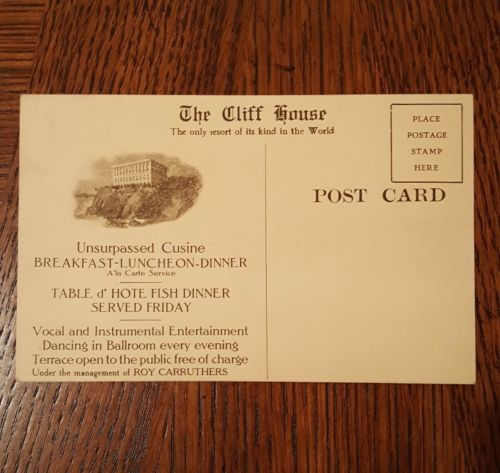 The Cliff House
The only resort of its kind in the World
PLACE
POSTAGE
STAMP
HERE
POST CARD
Unsurpassed Cusine
BREAKFAST-LUNCHEON-DINNER
A'la Carte Service
TABLE d' HOTE FISH DINNER
SERVED FRIDAY
Vocal and Instrumental Entertainment
Dancing in Ballroom every evening
Terrace open to the public free of charge
Under the management of ROY CARRUTHERS